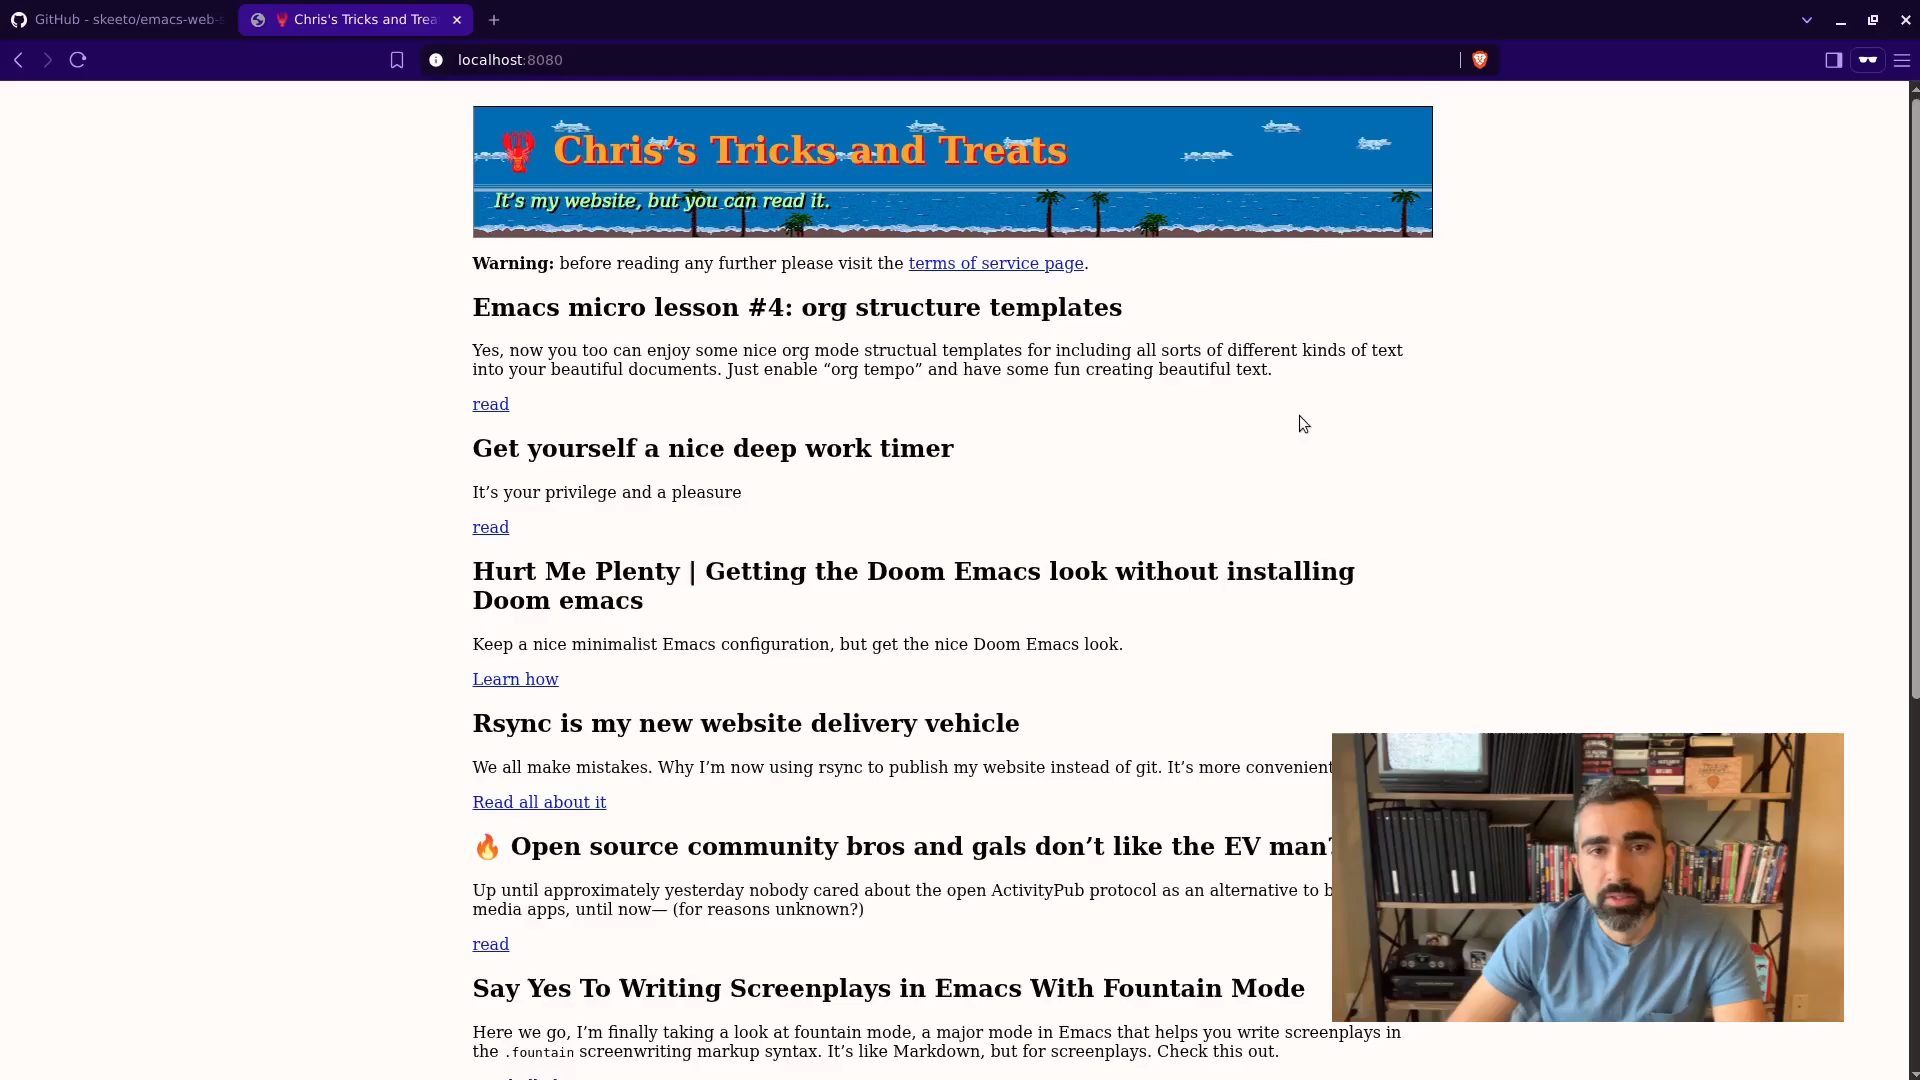 GitHub - skeeto/emacs-web-s
🦞 Chris's Tricks and Trea
localhost:8080
🦞 Chris’s Tricks and Treats
It’s my website, but you can read it.
Warning: before reading any further please visit the terms of service page.
Emacs micro lesson #4: org structure templates
Yes, now you too can enjoy some nice org mode structual templates for including all sorts of different kinds of text
into your beautiful documents. Just enable “org tempo” and have some fun creating beautiful text.
read
Get yourself a nice deep work timer
It’s your privilege and a pleasure
read
Hurt Me Plenty | Getting the Doom Emacs look without installing
Doom emacs
Keep a nice minimalist Emacs configuration, but get the nice Doom Emacs look.
Learn how
Rsync is my new website delivery vehicle
We all make mistakes. Why I’m now using rsync to publish my website instead of git. It’s more convenient
Read all about it
🔥 Open source community bros and gals don’t like the EV man?
Up until approximately yesterday nobody cared about the open ActivityPub protocol as an alternative to b
media apps, until now— (for reasons unknown?)
read
Say Yes To Writing Screenplays in Emacs With Fountain Mode
Here we go, I’m finally taking a look at fountain mode, a major mode in Emacs that helps you write screenplays in
the .fountain screenwriting markup syntax. It’s like Markdown, but for screenplays. Check this out.